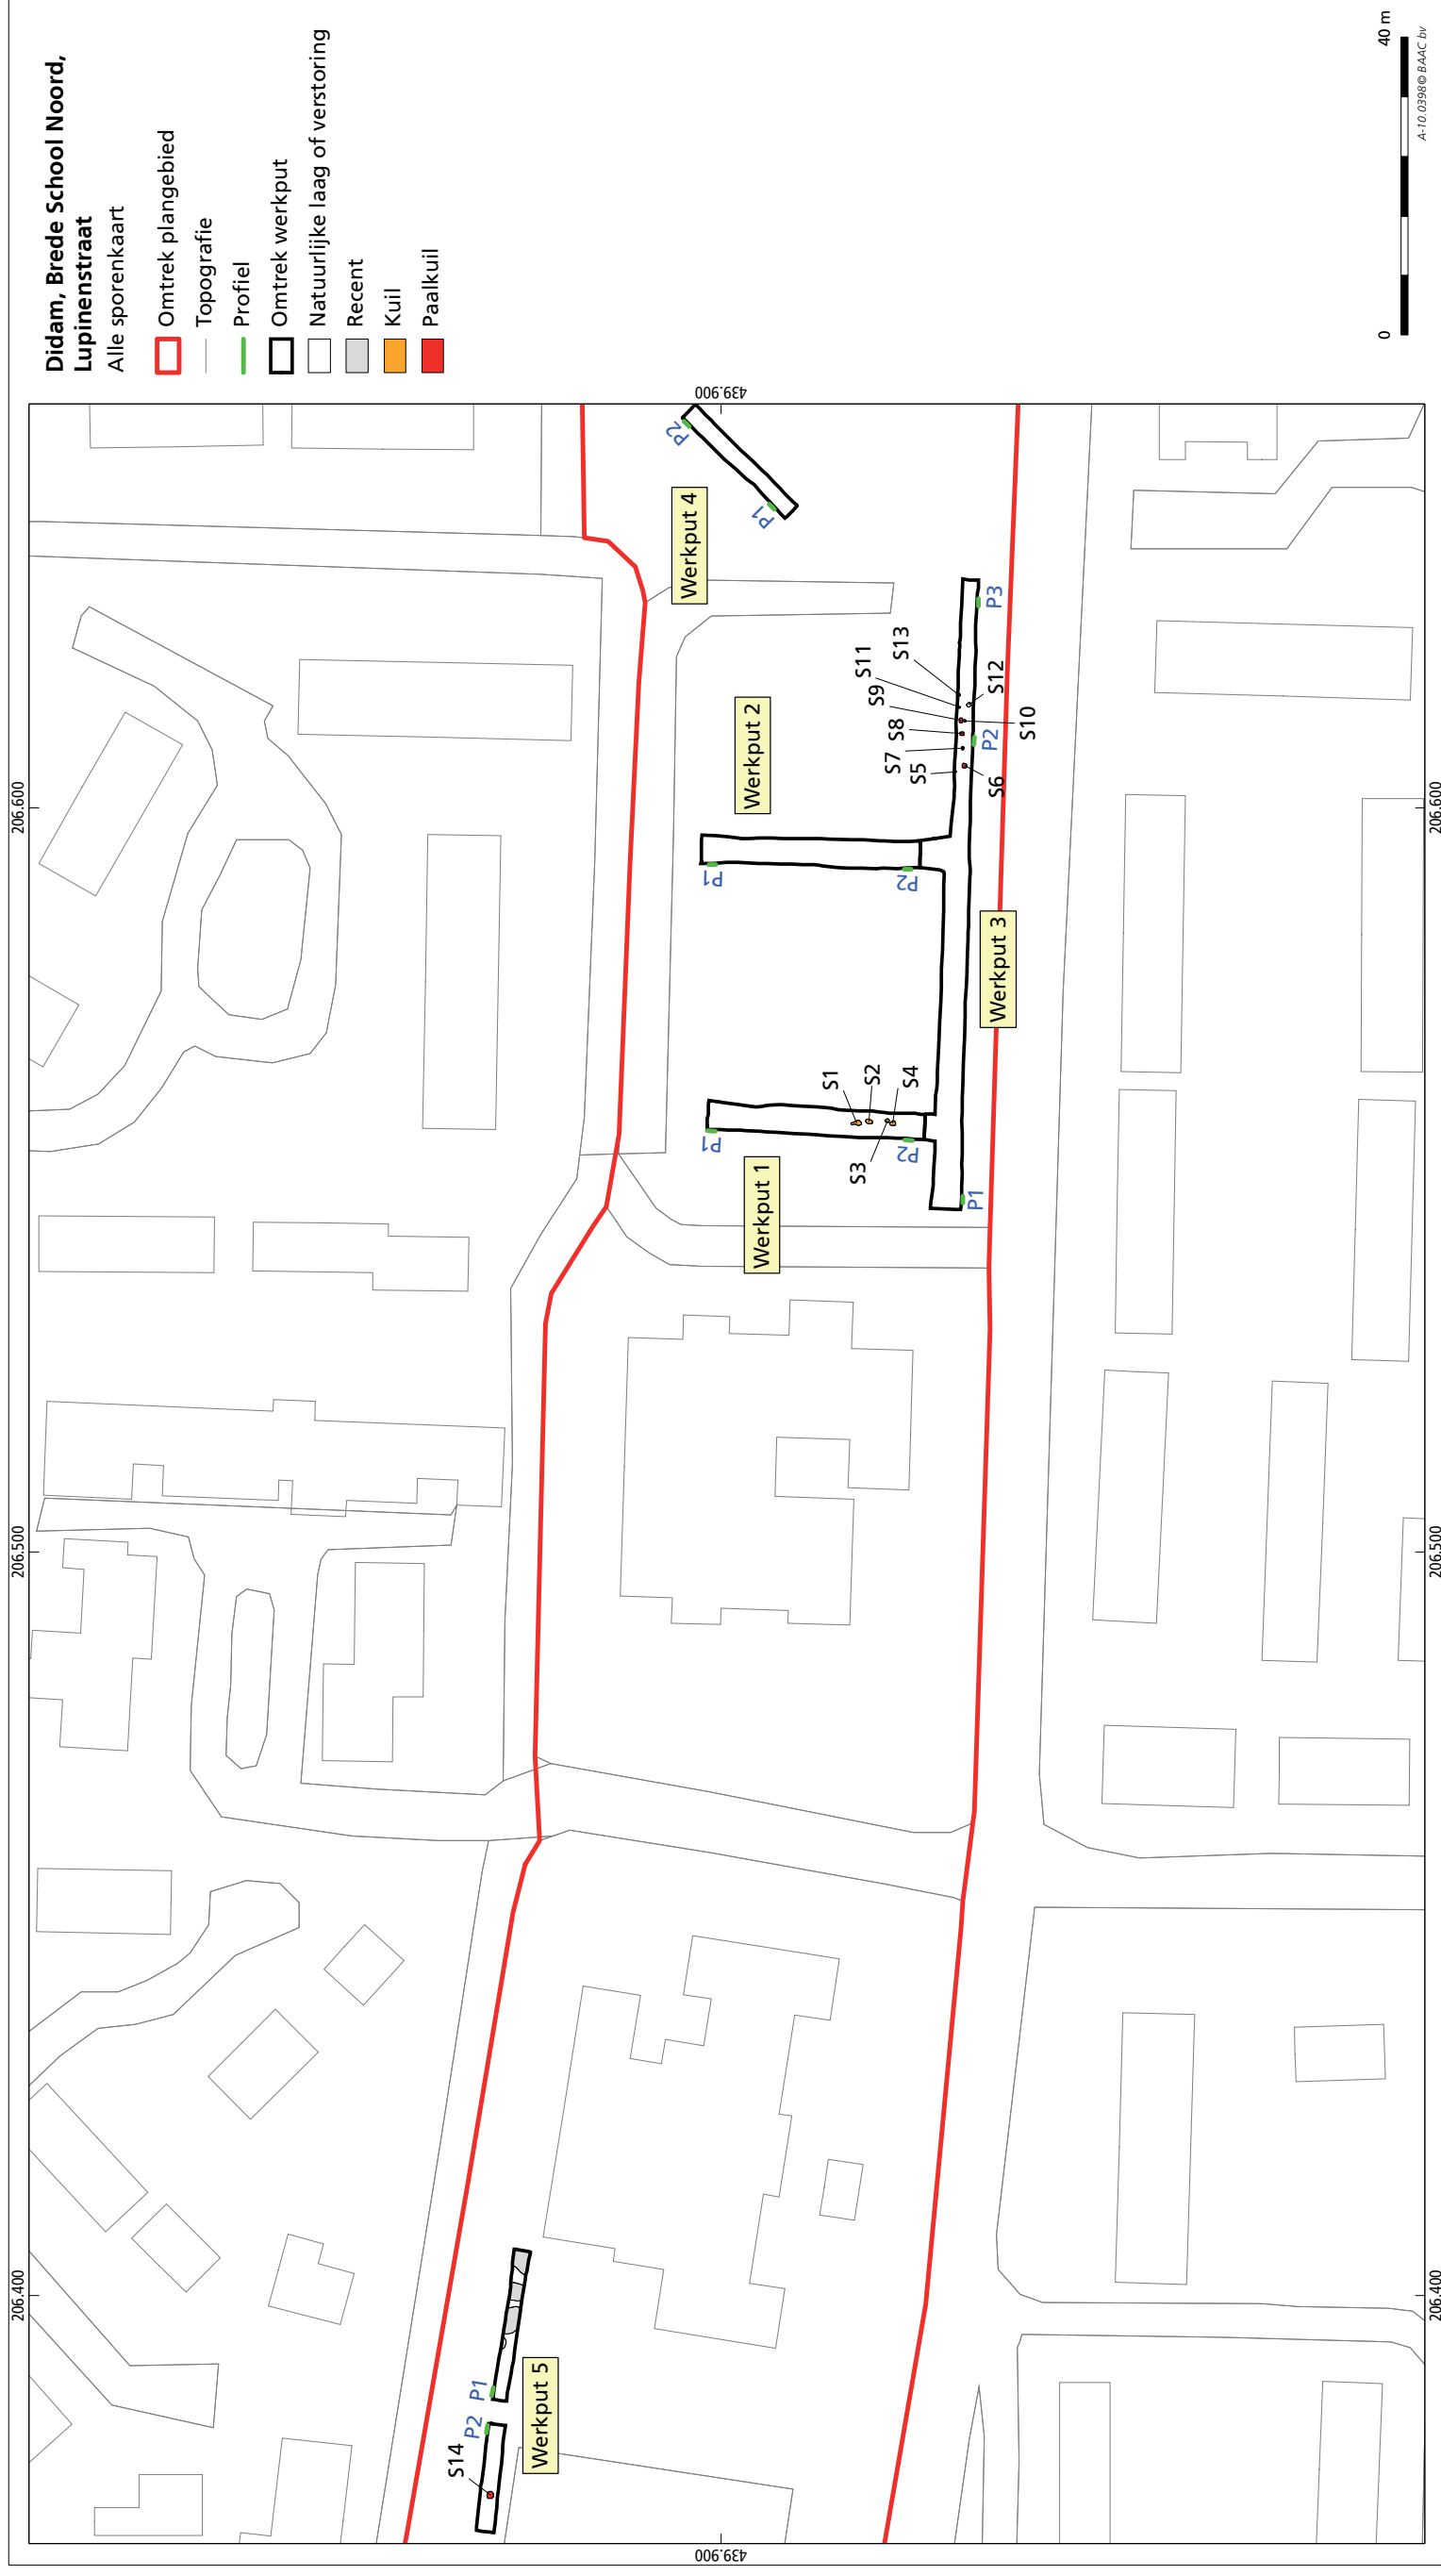 Didam, Brede School Noord,
Lupinenstraat
Alle sporenkaart
Omtrek plangebied
Topografie
Profiel
Omtrek werkput
Natuurlijke laag of verstoring
Recent
Kuil
Paalkuil
0
40 m
A-10.0398© BAAC bv
206.400
206.500
206.600
439.900
439.900
206.400
206.500
206.600
Werkput 5
S14
P2
P1
Werkput 1
P1
P2
S1
S2
S3
S4
Werkput 2
P1
P2
Werkput 3
P1
P2
P3
S5
S6
S7
S8
S9
S10
S11
S12
S13
Werkput 4
P1
P2